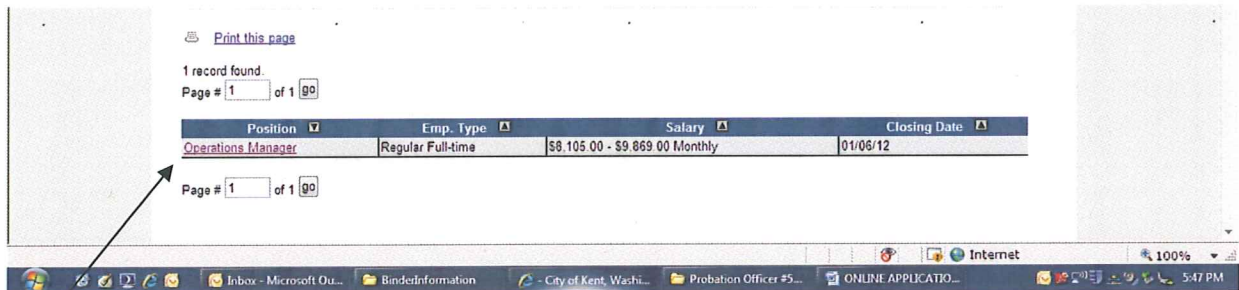 Print this page
1 record found.
Page # 1 of 1 go
Position Emp. Type Salary Closing Date
Operations Manager Regular Full-time $8,105.00 - $9,869.00 Monthly 01/06/12
Page # 1 of 1 go
Internet 100%
Inbox - Microsoft Ou... BinderInformation - City of Kent, Washi... Probation Officer #5... ONLINE APPLICATIO... 5:47 PM